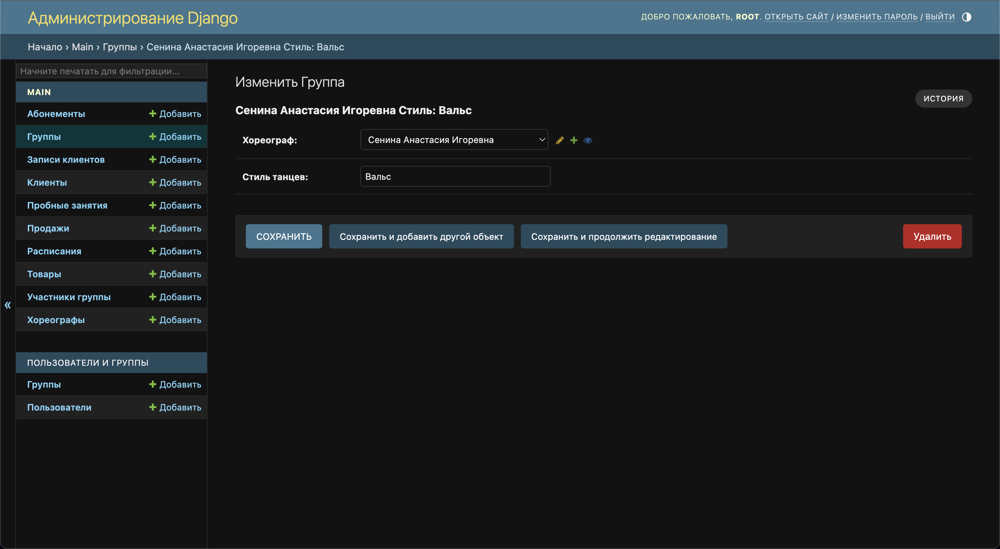 Администрирование Django
ДОБРО ПОЖАЛОВАТЬ, ROOT. ОТКРЫТЬ САЙТ / ИЗМЕНИТЬ ПАРОЛЬ / ВЫЙТИ
Начало › Main › Группы › Сенина Анастасия Игоревна Стиль: Вальс
Начните печатать для фильтрации...
MAIN
Абонементы + Добавить
Группы + Добавить
Записи клиентов + Добавить
Клиенты + Добавить
Пробные занятия + Добавить
Продажи + Добавить
Расписания + Добавить
Товары + Добавить
Участники группы + Добавить
Хореографы + Добавить
ПОЛЬЗОВАТЕЛИ И ГРУППЫ
Группы + Добавить
Пользователи + Добавить
«
Изменить Группа
ИСТОРИЯ
Сенина Анастасия Игоревна Стиль: Вальс
Хореограф: Сенина Анастасия Игоревна
Стиль танцев: Вальс
СОХРАНИТЬ Сохранить и добавить другой объект Сохранить и продолжить редактирование Удалить